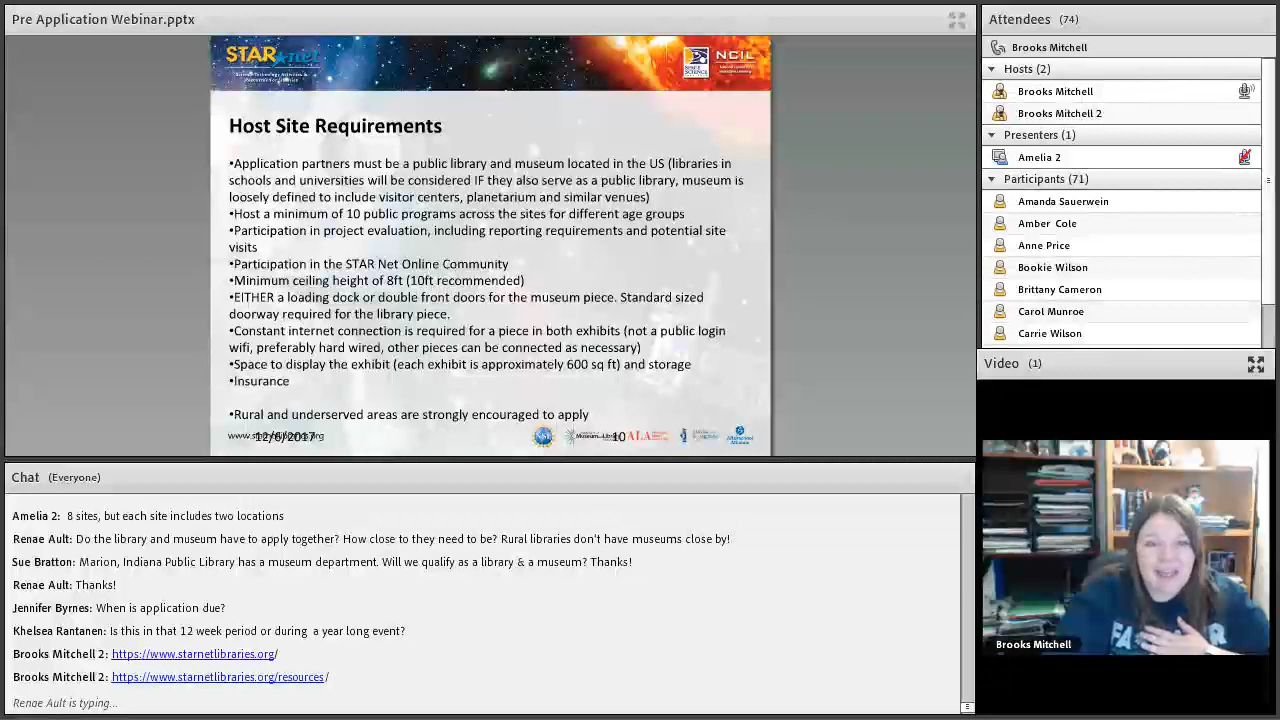 Pre Application Webinar.pptx
STAR
NCIL
Host Site Requirements
•Application partners must be a public library and museum located in the US (libraries in
schools and universities will be considered IF they also serve as a public library, museum is
loosely defined to include visitor centers, planetarium and similar venues)
•Host a minimum of 10 public programs across the sites for different age groups
•Participation in project evaluation, including reporting requirements and potential site
visits
•Participation in the STAR Net Online Community
•Minimum ceiling height of 8ft (10ft recommended)
•EITHER a loading dock or double front doors for the museum piece. Standard sized
doorway required for the library piece.
•Constant internet connection is required for a piece in both exhibits (not a public login
wifi, preferably hard wired, other pieces can be connected as necessary)
•Space to display the exhibit (each exhibit is approximately 600 sq ft) and storage
•Insurance
•Rural and underserved areas are strongly encouraged to apply
12/6/2017
10
ALA
Chat (Everyone)
Amelia 2: 8 sites, but each site includes two locations
Renae Ault: Do the library and museum have to apply together? How close to they need to be? Rural libraries don't have museums close by!
Sue Bratton: Marion, Indiana Public Library has a museum department. Will we qualify as a library & a museum? Thanks!
Renae Ault: Thanks!
Jennifer Byrnes: When is application due?
Khelsea Rantanen: Is this in that 12 week period or during a year long event?
Brooks Mitchell 2: https://www.starnetlibraries.org/
Brooks Mitchell 2: https://www.starnetlibraries.org/resources/
Renae Ault is typing...
Attendees (74)
Brooks Mitchell
Hosts (2)
Brooks Mitchell
Brooks Mitchell 2
Presenters (1)
Amelia 2
Participants (71)
Amanda Sauerwein
Amber Cole
Anne Price
Bookie Wilson
Brittany Cameron
Carol Munroe
Carrie Wilson
Video (1)
Brooks Mitchell